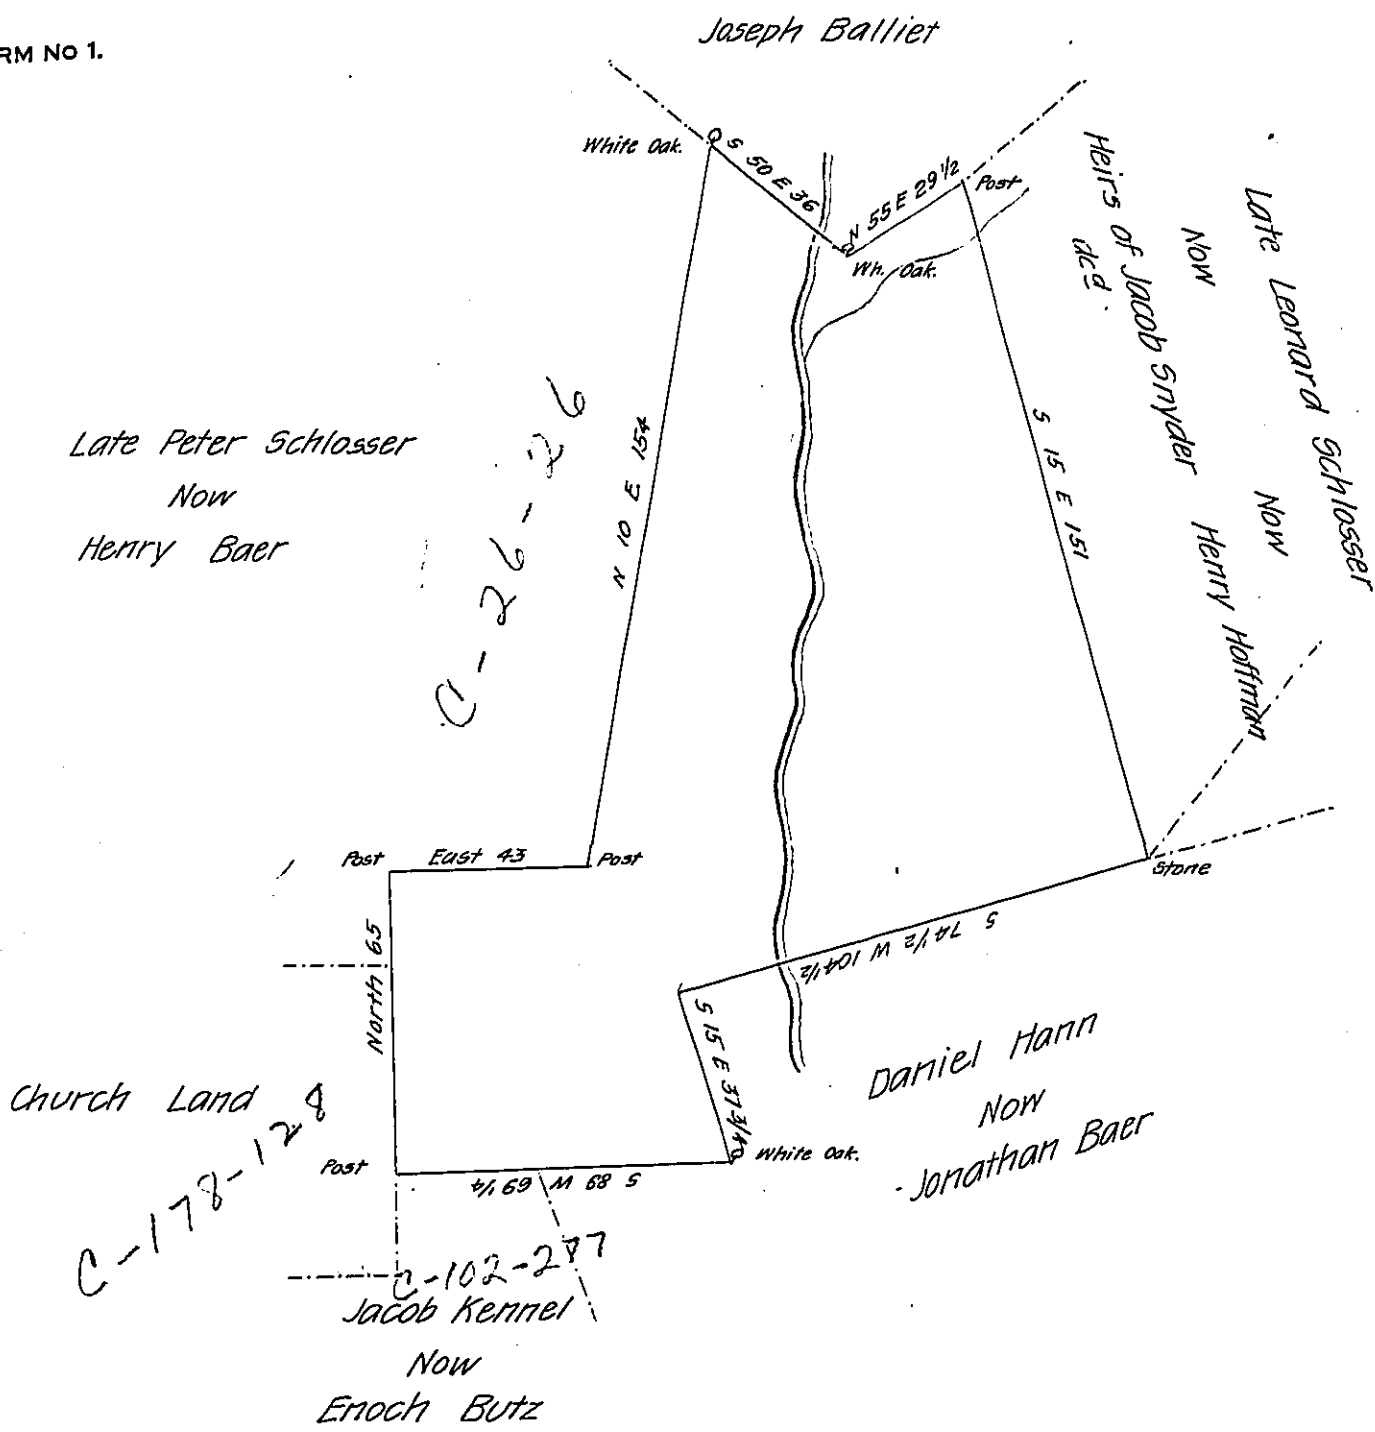 RM NO 1.
Joseph Balliet
White Oak.
S 50 E 36
N 55 E 29 1/2
Post
Wh. Oak.
Heirs of Jacob Snyder
dcd.
Now
Henry Hoffman
Late Leonard Schlosser
Now
Late Peter Schlosser
Now
Henry Baer
C-26-26
N 10 E 154
S 15 E 151
Post
East 43
Post
Stone
North 65
S 74 1/2 W 104 1/2
S 15 E 37 3/4
Church Land
C-178-128
Post
S 89 W 69 1/4
White Oak.
Daniel Hann
Now
Jonathan Baer
C-102-277
Jacob Kennel
Now
Enoch Butz